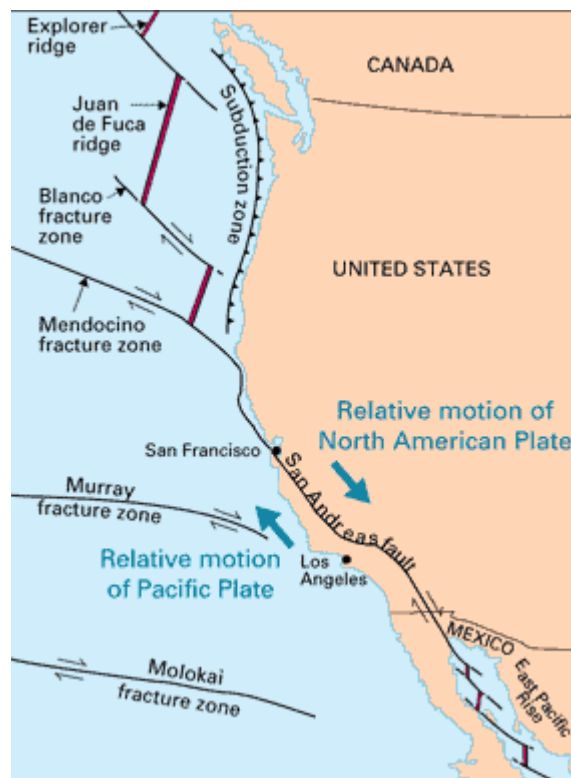 Explorer
ridge
CANADA
Juan
de Fuca
ridge
Subduction zone
Blanco
fracture
zone
UNITED STATES
Mendocino
fracture zone
Relative motion of
North American Plate
San Francisco
San Andreas fault
Murray
fracture zone
Relative motion
of Pacific Plate
Los
Angeles
MEXICO
East Pacific
Rise
Molokai
fracture zone